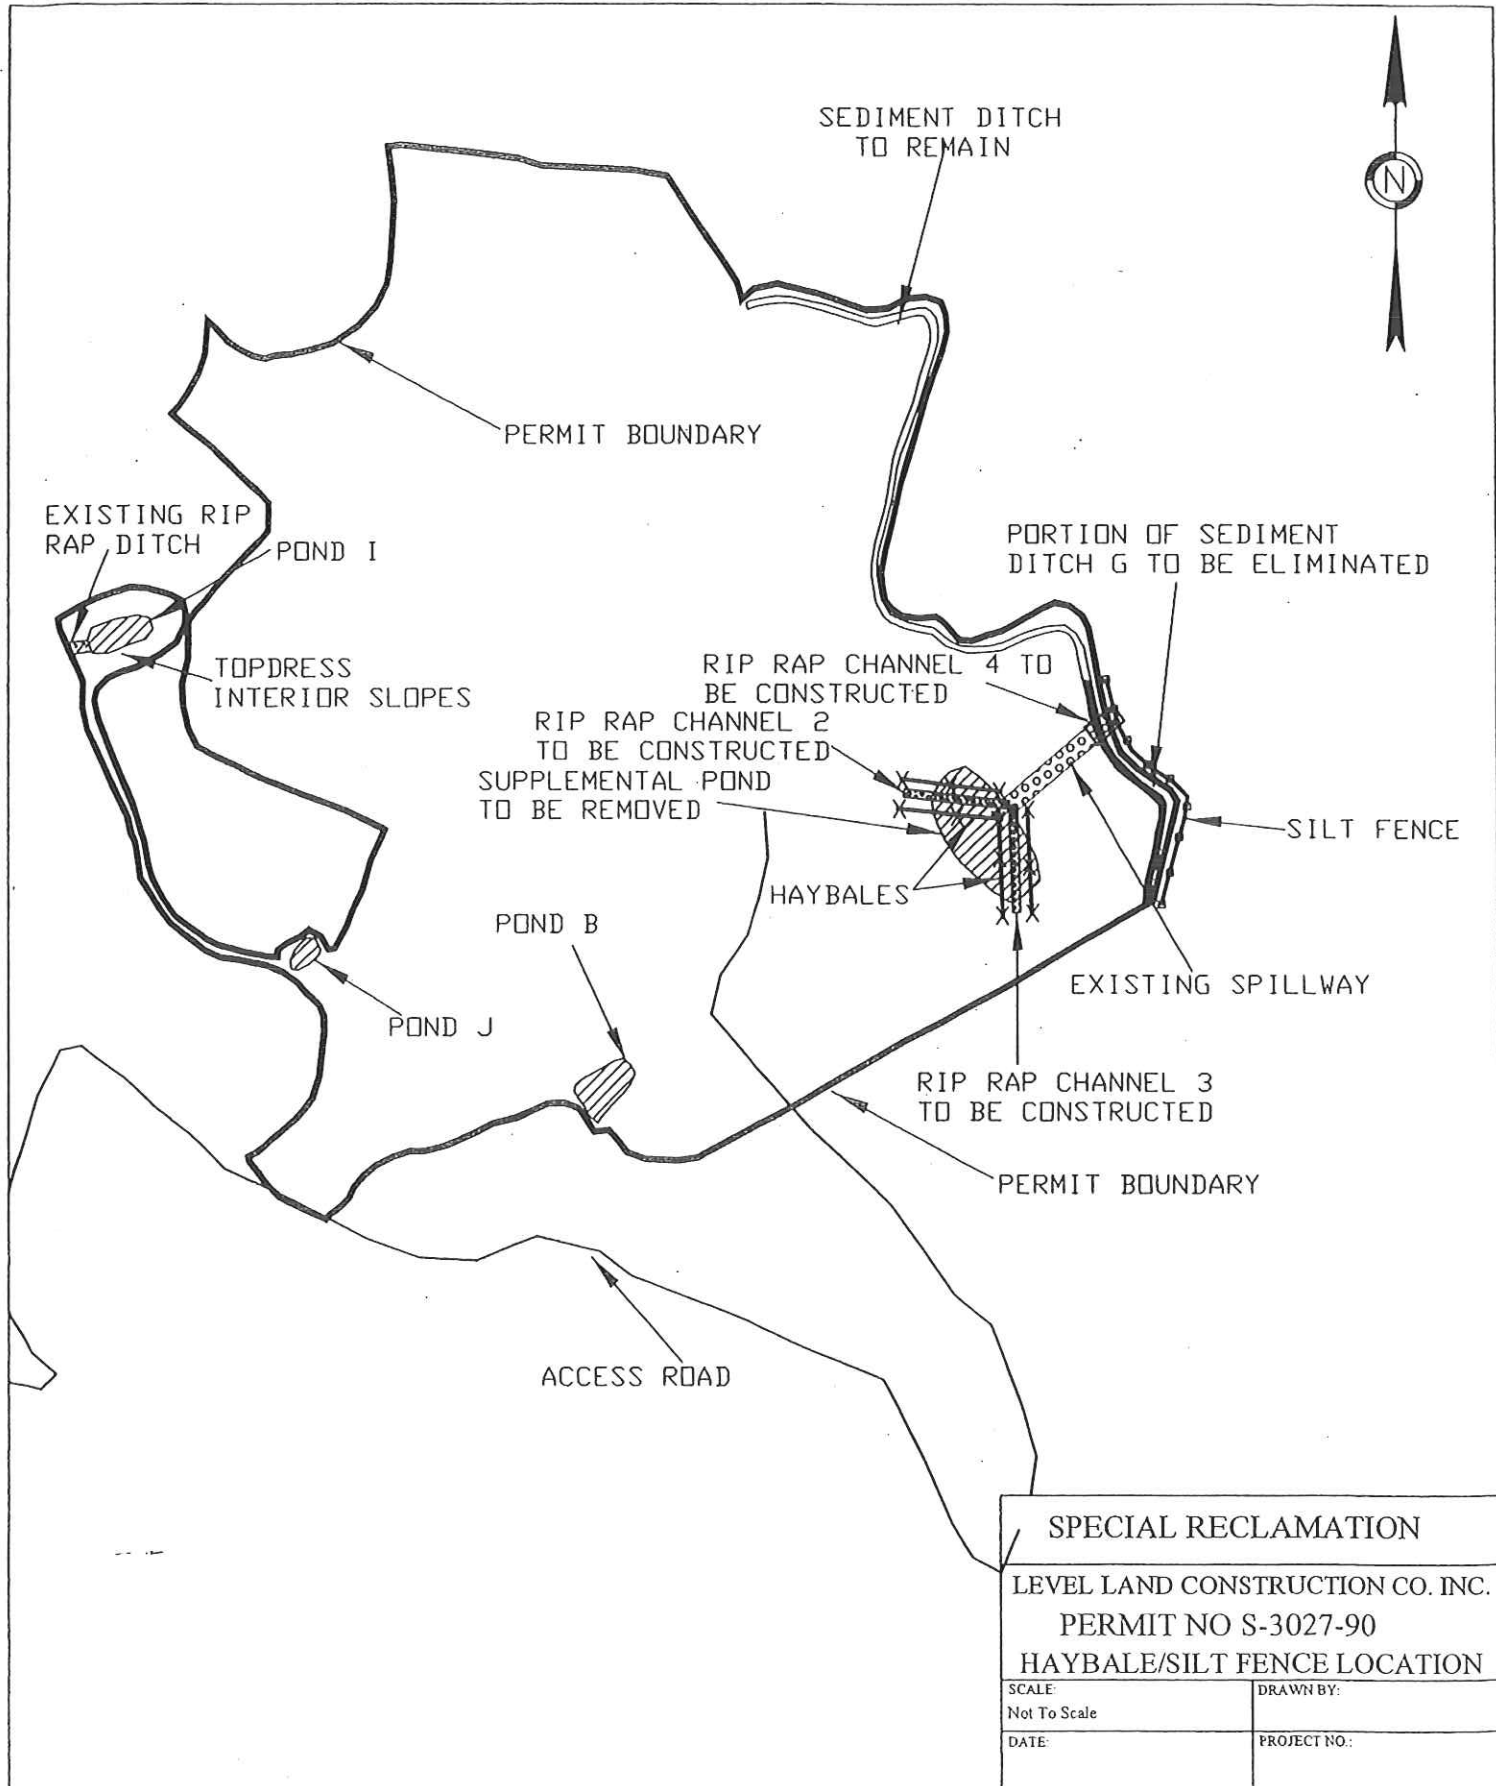 N
SEDIMENT DITCH
TO REMAIN
PERMIT BOUNDARY
EXISTING RIP
RAP DITCH
POND I
PORTION OF SEDIMENT
DITCH G TO BE ELIMINATED
TOPDRESS
INTERIOR SLOPES
RIP RAP CHANNEL 4 TO
BE CONSTRUCTED
RIP RAP CHANNEL 2
TO BE CONSTRUCTED
SUPPLEMENTAL POND
TO BE REMOVED
SILT FENCE
HAYBALES
POND B
EXISTING SPILLWAY
POND J
RIP RAP CHANNEL 3
TO BE CONSTRUCTED
PERMIT BOUNDARY
ACCESS ROAD
SPECIAL RECLAMATION
LEVEL LAND CONSTRUCTION CO. INC.
PERMIT NO S-3027-90
HAYBALE/SILT FENCE LOCATION
SCALE:
Not To Scale
DRAWN BY:
DATE:
PROJECT NO.: